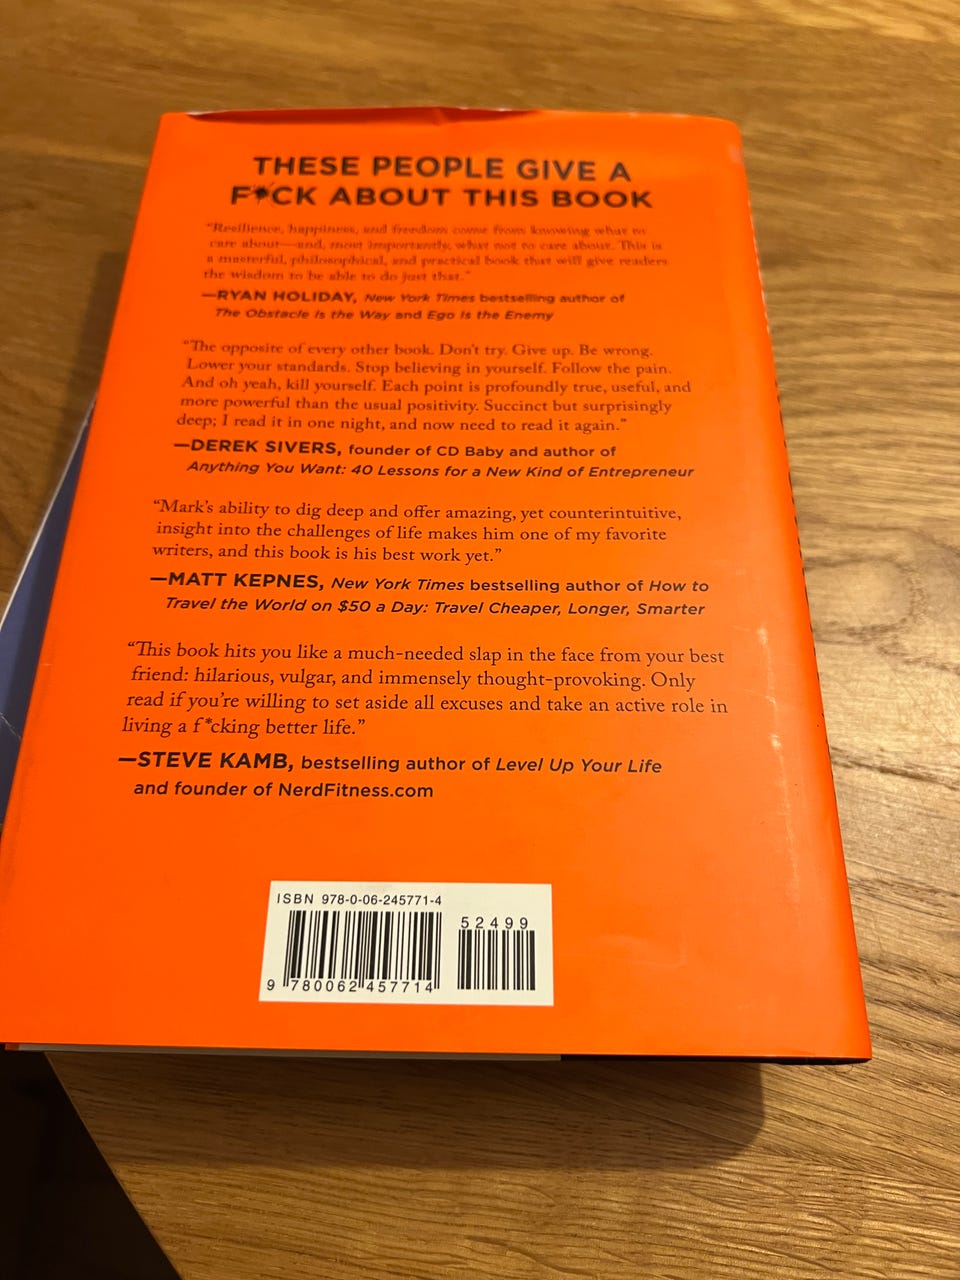 THESE PEOPLE GIVE A
F*CK ABOUT THIS BOOK
“Resilience, happiness, and freedom come from knowing what to
care about—and, most importantly, what not to care about. This is
a masterful, philosophical, and practical book that will give readers
the wisdom to be able to do just that.”
—RYAN HOLIDAY, New York Times bestselling author of
The Obstacle Is the Way and Ego Is the Enemy
“The opposite of every other book. Don’t try. Give up. Be wrong.
Lower your standards. Stop believing in yourself. Follow the pain.
And oh yeah, kill yourself. Each point is profoundly true, useful, and
more powerful than the usual positivity. Succinct but surprisingly
deep; I read it in one night, and now need to read it again.”
—DEREK SIVERS, founder of CD Baby and author of
Anything You Want: 40 Lessons for a New Kind of Entrepreneur
“Mark’s ability to dig deep and offer amazing, yet counterintuitive,
insight into the challenges of life makes him one of my favorite
writers, and this book is his best work yet.”
—MATT KEPNES, New York Times bestselling author of How to
Travel the World on $50 a Day: Travel Cheaper, Longer, Smarter
“This book hits you like a much-needed slap in the face from your best
friend: hilarious, vulgar, and immensely thought-provoking. Only
read if you’re willing to set aside all excuses and take an active role in
living a f*cking better life.”
—STEVE KAMB, bestselling author of Level Up Your Life
and founder of NerdFitness.com
ISBN 978-0-06-245771-4
52499
9 780062 457714